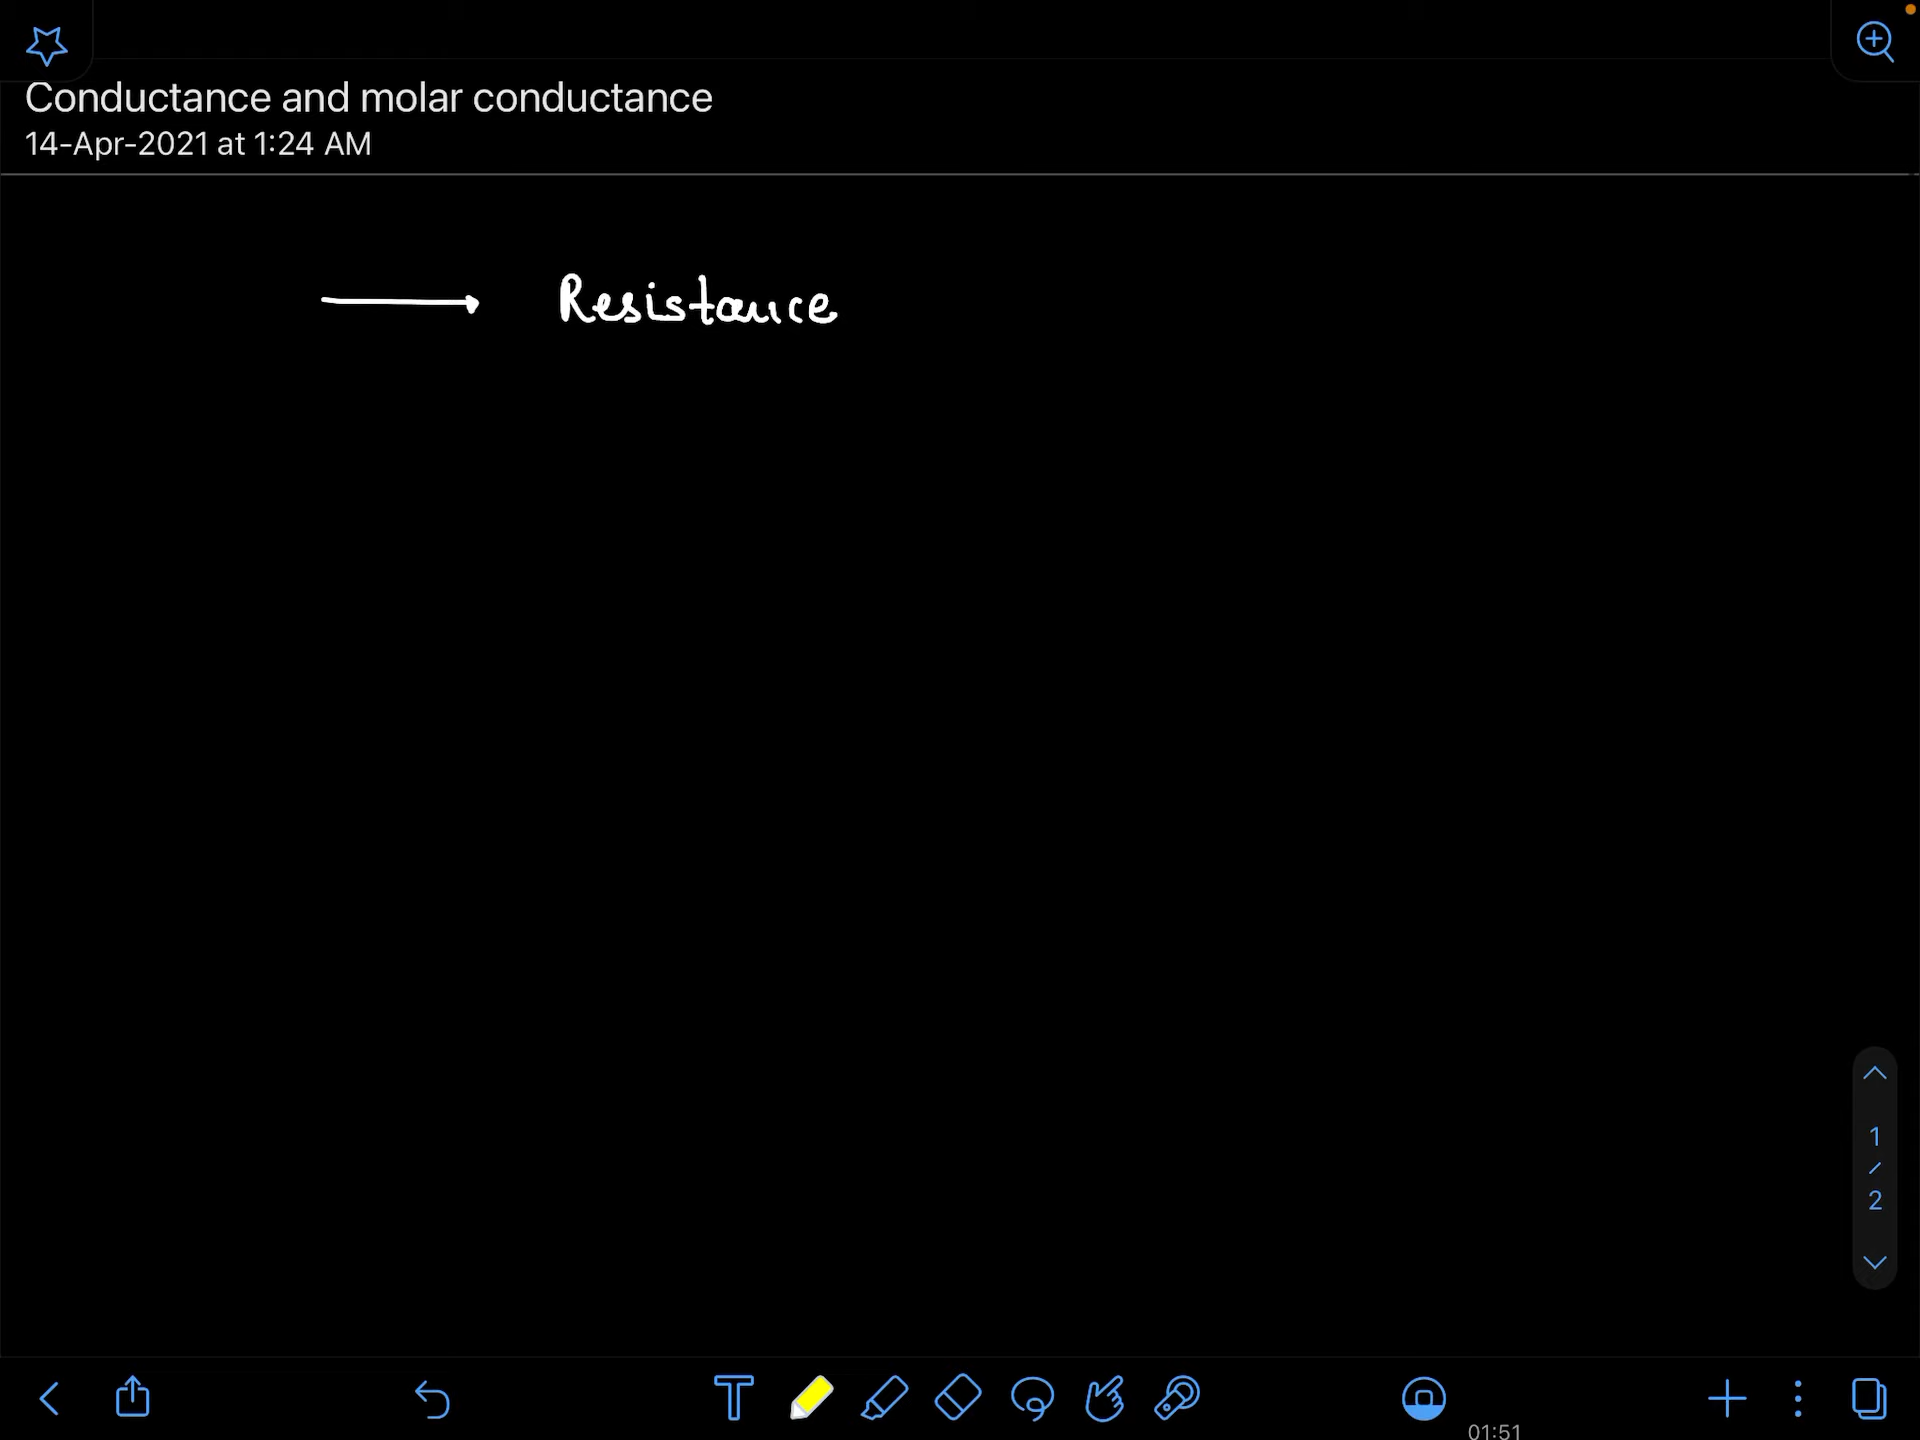 Conductance and molar conductance
14-Apr-2021 at 1:24 AM
Resistance
1
/
2
01:51